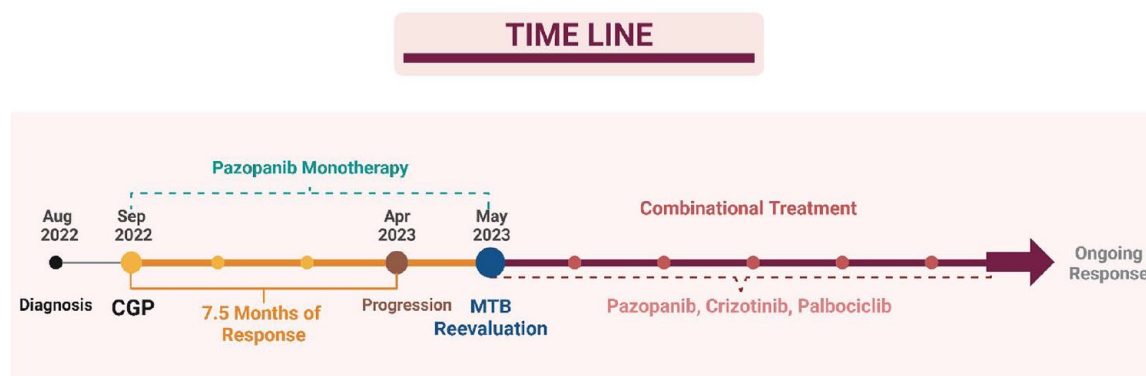 TIME LINE
Pazopanib Monotherapy
Aug
2022
Sep
2022
Apr
2023
May
2023
Combinational Treatment
Ongoing
Response
Diagnosis
CGP
7.5 Months of
Response
Progression
MTB
Reevaluation
Pazopanib, Crizotinib, Palbociclib